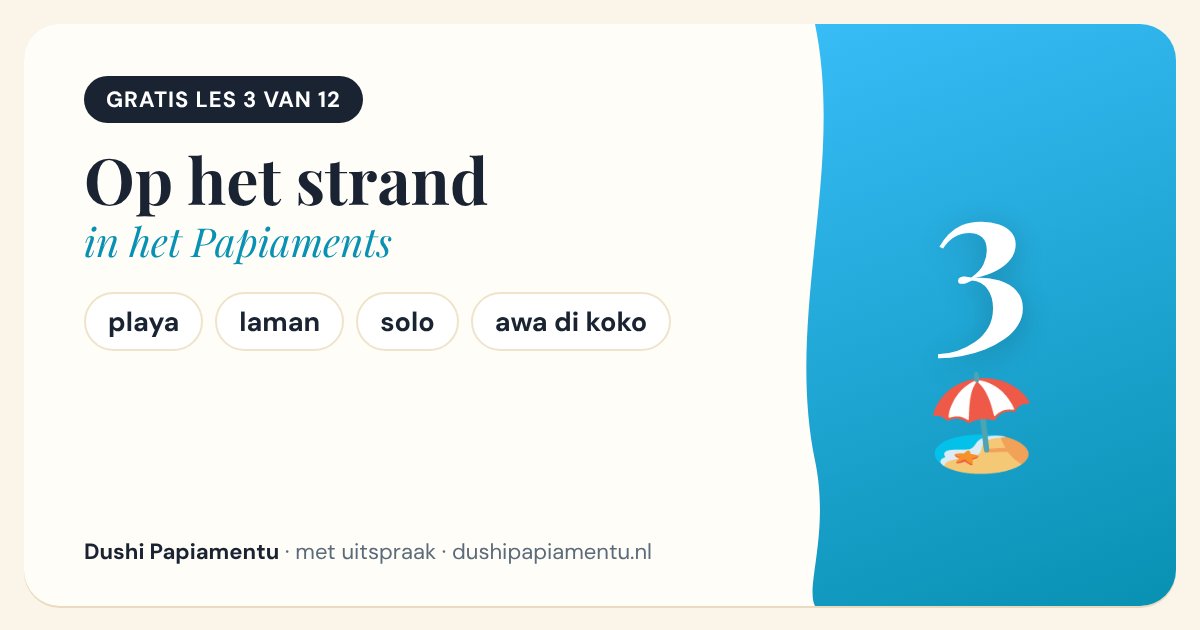 GRATIS LES 3 VAN 12
Op het strand
in het Papiaments
playa laman solo awa di koko
3
Dushi Papiamentu · met uitspraak · dushipapiamentu.nl